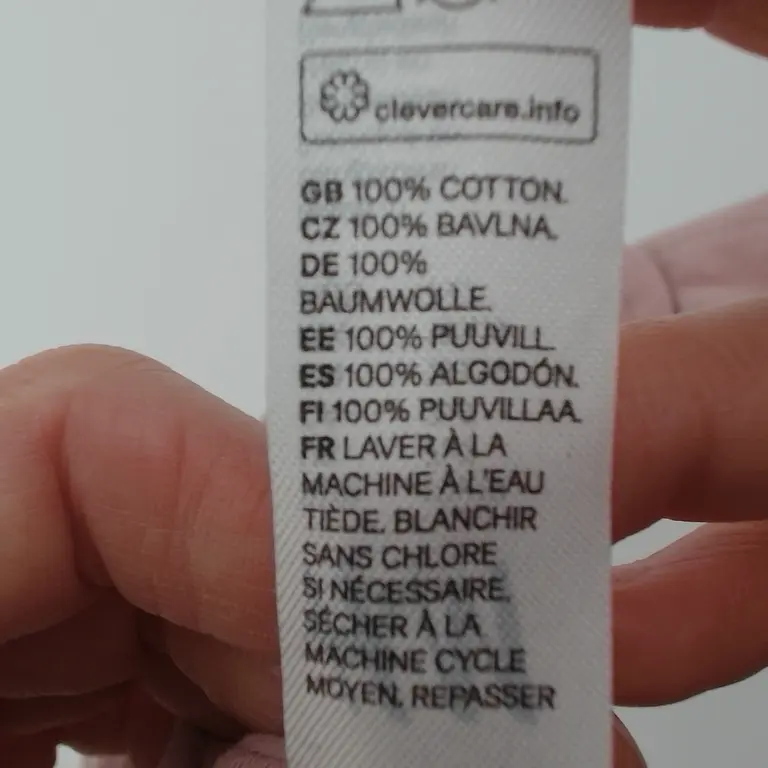 clevercare.info
GB 100% COTTON.
CZ 100% BAVLNA.
DE 100%
BAUMWOLLE.
EE 100% PUUVILL.
ES 100% ALGODÓN.
FI 100% PUUVILLAA.
FR LAVER À LA
MACHINE À L'EAU
TIÈDE. BLANCHIR
SANS CHLORE
SI NÉCESSAIRE.
SÉCHER À LA
MACHINE CYCLE
MOYEN. REPASSER